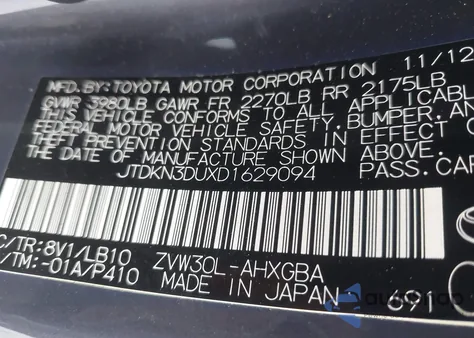 MFD.BY:TOYOTA MOTOR CORPORATION 11/12
GVWR 3980LB GAWR FR 2270LB RR 2175LB
THIS VEHICLE CONFORMS TO ALL APPLICABL
FEDERAL MOTOR VEHICLE SAFETY,BUMPER,AN
THEFT PREVENTION STANDARDS IN EFFECT
THE DATE OF MANUFACTURE SHOWN ABOVE.
JTDKN3DUXD1629094 PASS.CAR
C/TR:8V1/LB10 ZVW30L-AHXGBA
/TM:-01A/P410 MADE IN JAPAN 691